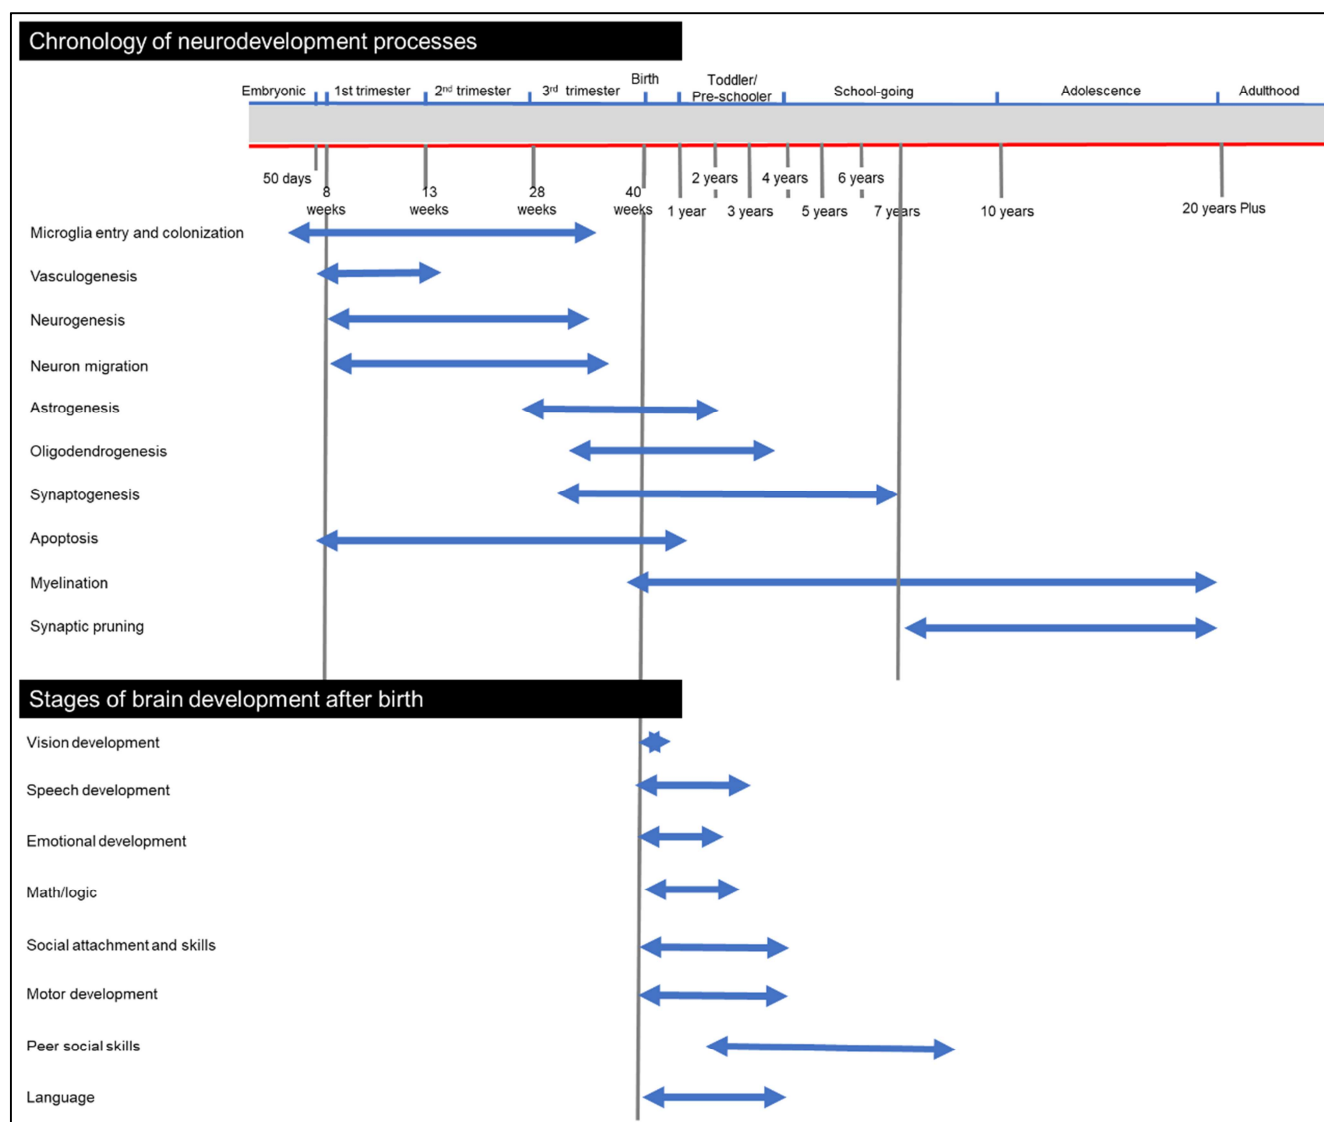 Chronology of neurodevelopment processes
Birth
Toddler/
Embryonic 1st trimester 2nd trimester 3rd trimester Pre-schooler School-going Adolescence Adulthood
50 days 2 years 4 years 6 years
8 13 28 40
weeks weeks weeks weeks 1 year 3 years 5 years 7 years 10 years 20 years Plus
Microglia entry and colonization
Vasculogenesis
Neurogenesis
Neuron migration
Astrogenesis
Oligodendrogenesis
Synaptogenesis
Apoptosis
Myelination
Synaptic pruning
Stages of brain development after birth
Vision development
Speech development
Emotional development
Math/logic
Social attachment and skills
Motor development
Peer social skills
Language